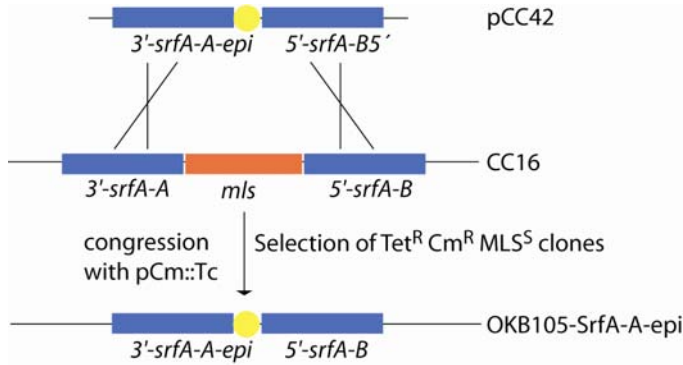 pCC42
3'-srfA-A-epi 5'-srfA-B5´
CC16
3'-srfA-A mls 5'-srfA-B
congression
with pCm::Tc
Selection of Tetᴿ Cmᴿ MLSˢ clones
OKB105-SrfA-A-epi
3'-srfA-A-epi 5'-srfA-B